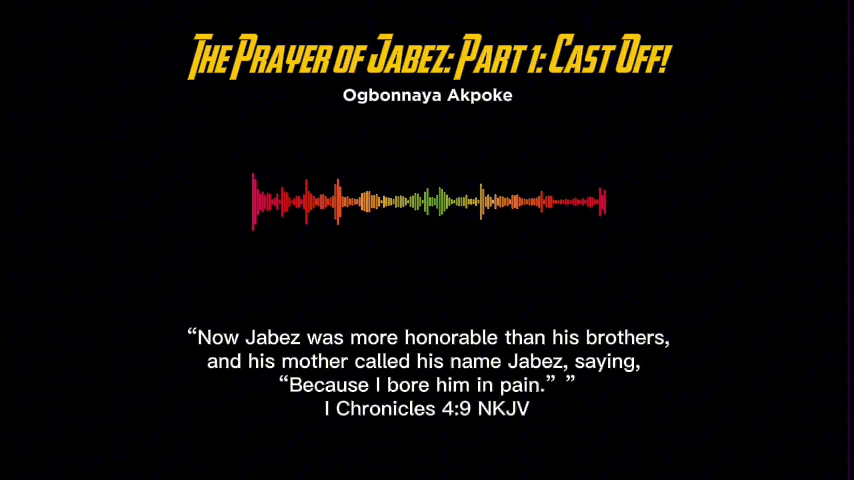 The Prayer of Jabez: Part 1: Cast Off!
Ogbonnaya Akpoke
“Now Jabez was more honorable than his brothers,
and his mother called his name Jabez, saying,
“Because I bore him in pain.” ”
I Chronicles 4:9 NKJV